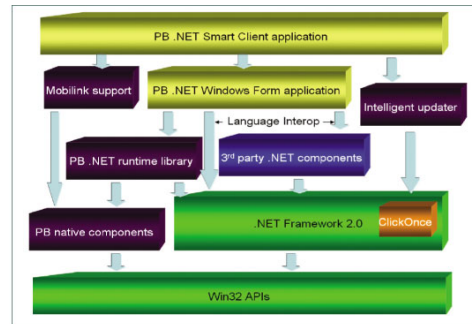 PB .NET Smart Client application
Mobilink support
PB .NET Windows Form application
Intelligent updater
Language Interop
PB .NET runtime library
3rd party .NET components
PB native components
.NET Framework 2.0
ClickOnce
Win32 APIs